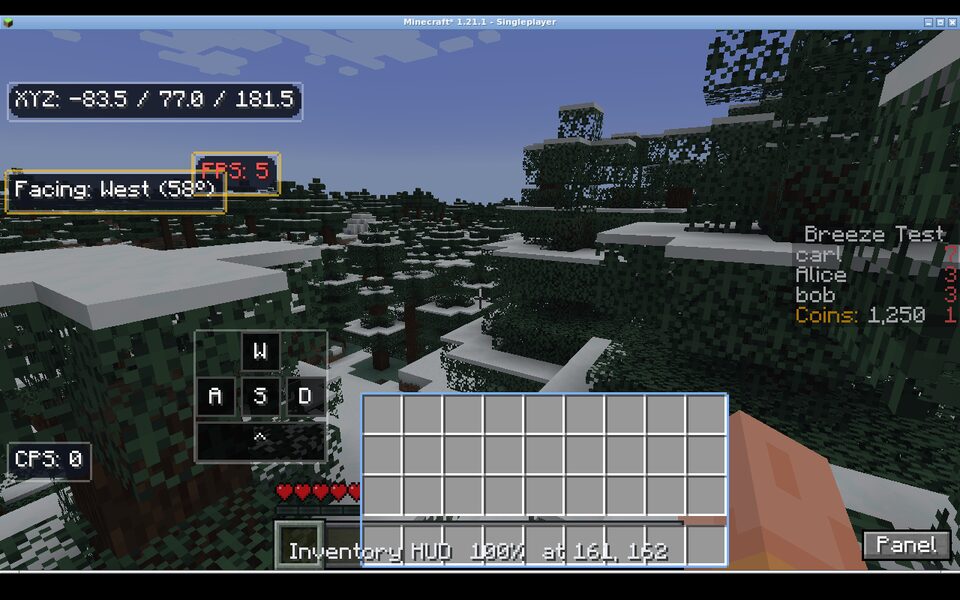 Minecraft* 1.21.1 - Singleplayer
XYZ: -83.5 / 77.0 / 181.5
FPS: 5
Facing: West (58°)
Breeze Test
carl 7
Alice 3
bob 3
Coins: 1,250 1
W
A S D
^
CPS: 0
Inventory HUD 100% at 161, 162
Panel